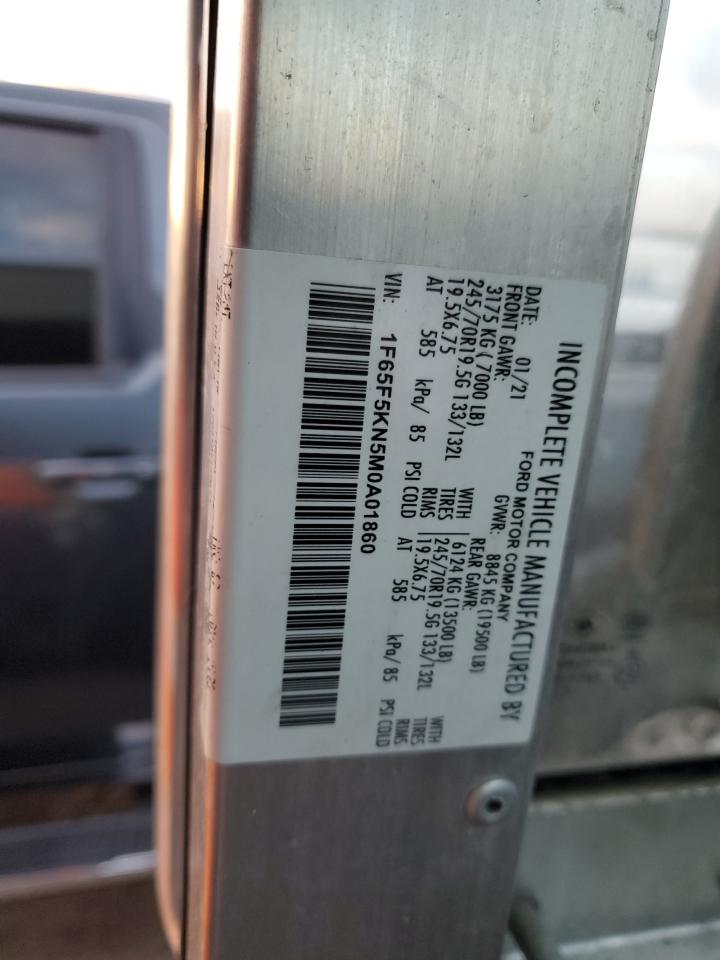 INCOMPLETE VEHICLE MANUFACTURED BY
FORD MOTOR COMPANY
DATE: 01/21 GVWR: 8845 KG (19500 LB)
FRONT GAWR: REAR GAWR:
3175 KG ( 7000 LB) WITH 6124 KG (13500 LB) WITH
245/70R19.5G 133/132L TIRES 245/70R19.5G 133/132L TIRES
19.5X6.75 RIMS 19.5X6.75 RIMS
AT 585 kPa/ 85 PSI COLD AT 585 kPa/ 85 PSI COLD
VIN: 1F65F5KN5M0A01860